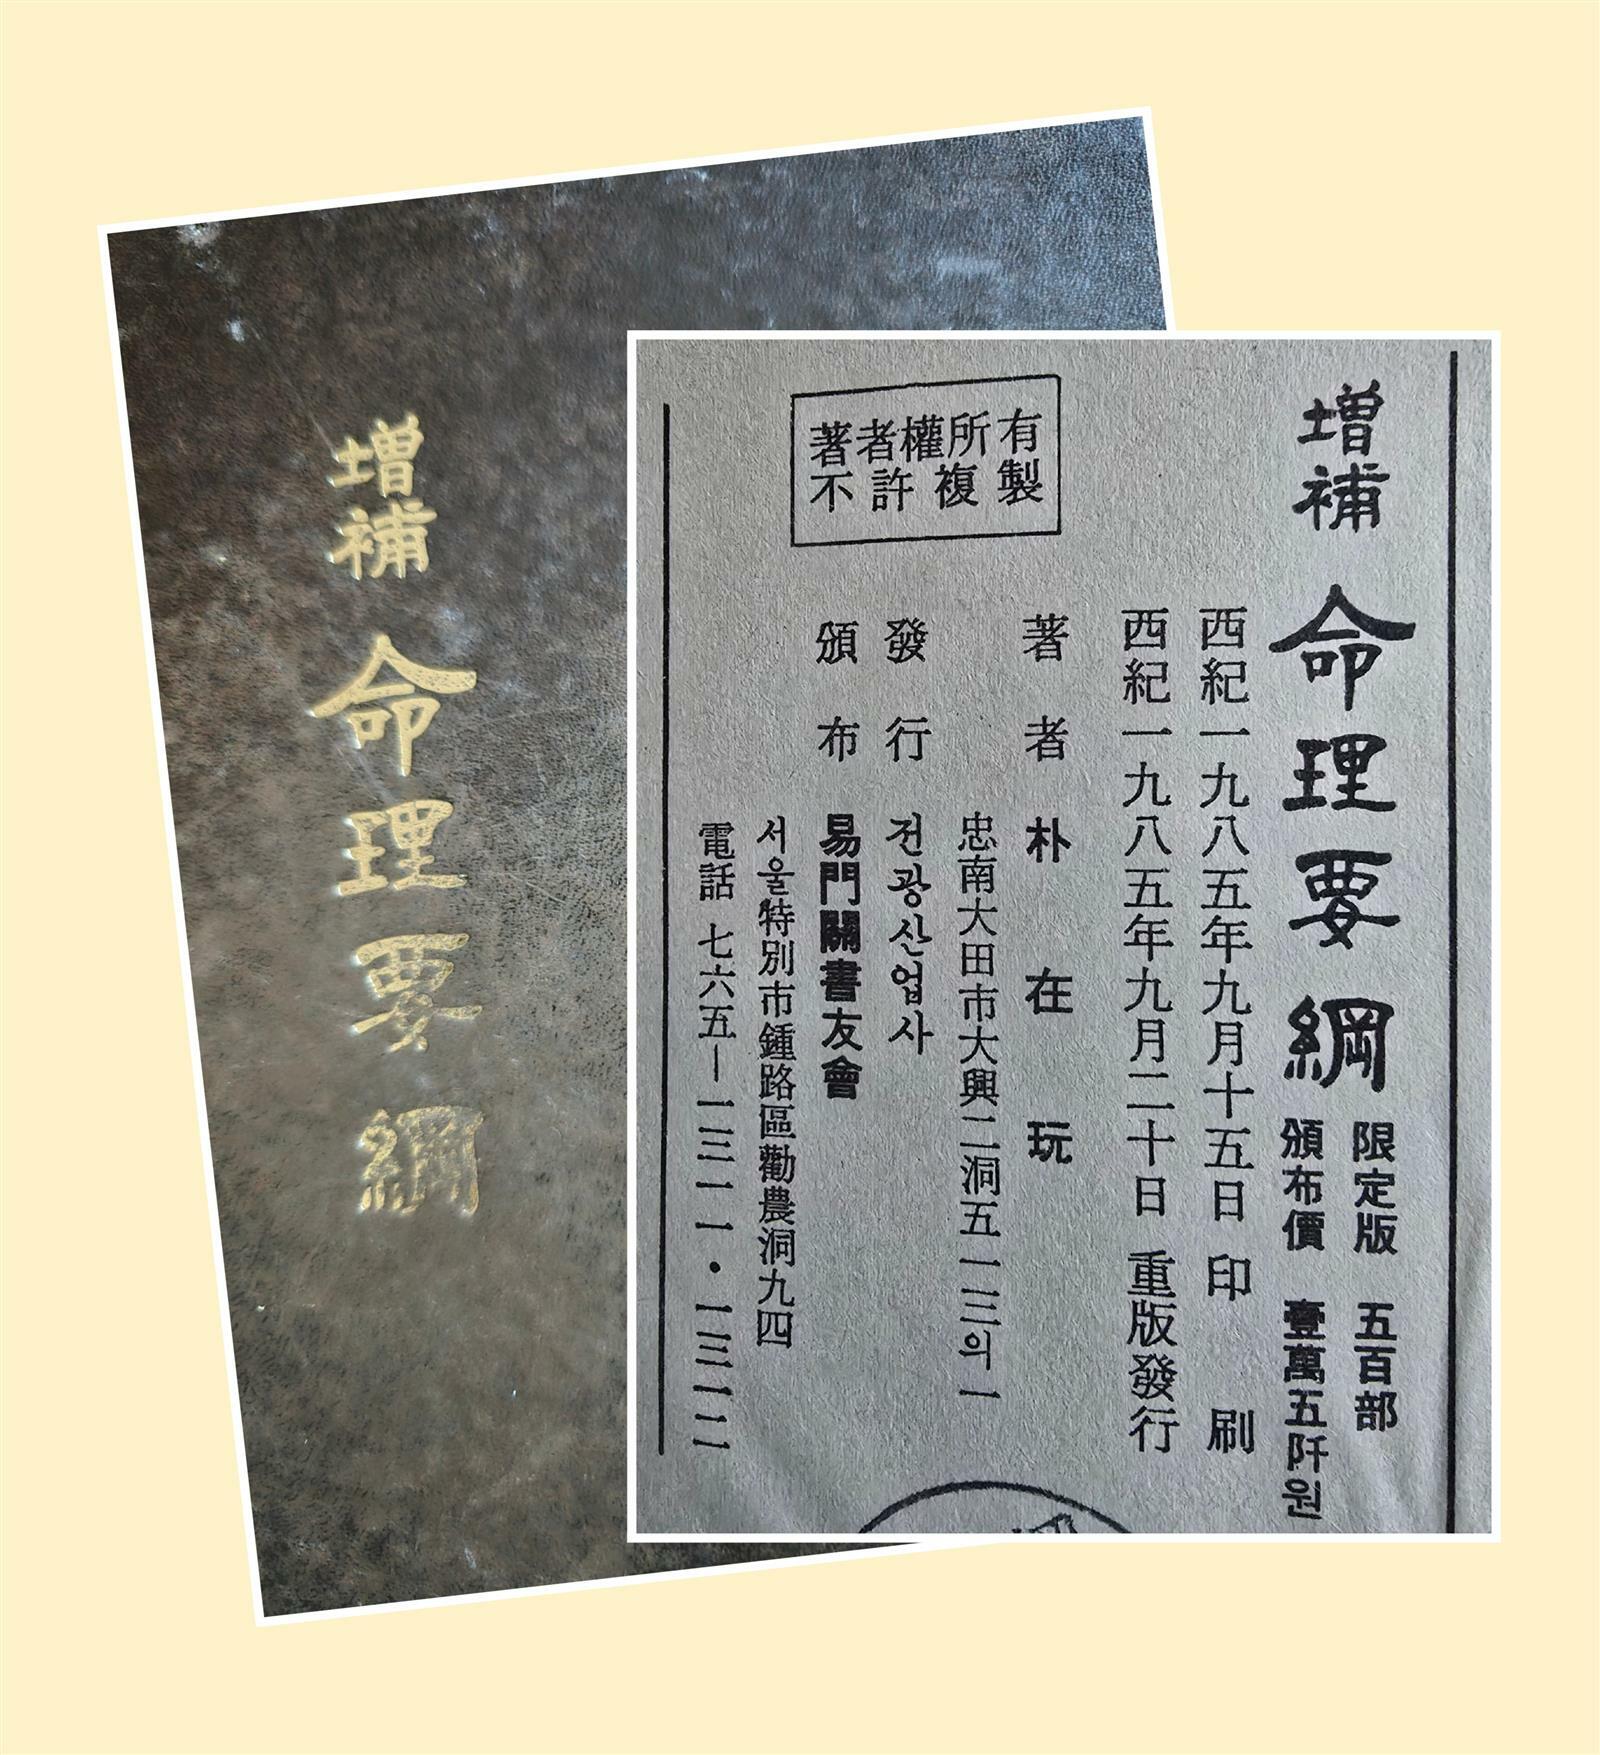 增補 命理要綱
增補 命理要綱
限定版 五百部
頒布價 壹萬五阡원
西紀一九八五年九月十五日 印刷
西紀一九八五年九月二十日 重版發行
著者 朴在玩
忠南大田市大興二洞五一三의一
發行 전광산업사
頒布 易門關書友會
서울特別市鍾路區勸農洞九四
電話 七六五一一三一一·一三一二
著者權所有
不許複製